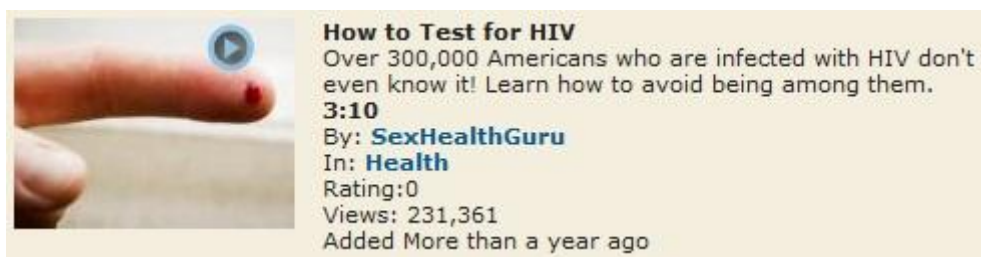 How to Test for HIV
Over 300,000 Americans who are infected with HIV don't
even know it! Learn how to avoid being among them.
3:10
By: SexHealthGuru
In: Health
Rating:0
Views: 231,361
Added More than a year ago